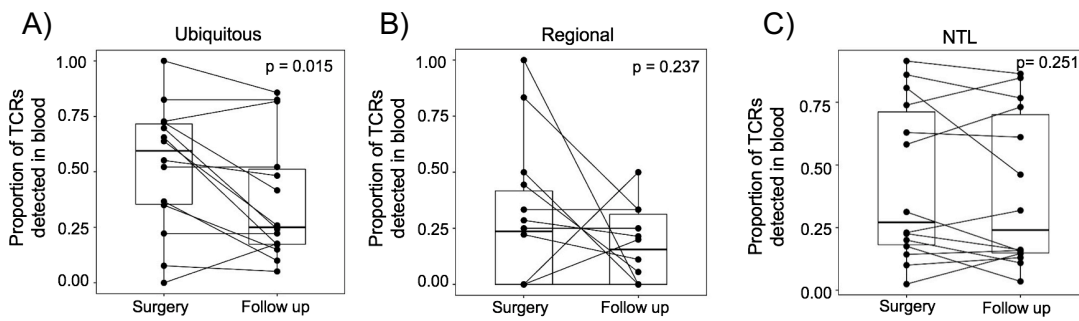 A)
Ubiquitous
p = 0.015
Proportion of TCRs
detected in blood
1.00
0.75
0.50
0.25
0.00
Surgery
Follow up
B)
Regional
p = 0.237
Proportion of TCRs
detected in blood
1.00
0.75
0.50
0.25
0.00
Surgery
Follow up
C)
NTL
p= 0.251
Proportion of TCRs
detected in blood
0.75
0.50
0.25
0.00
Surgery
Follow up